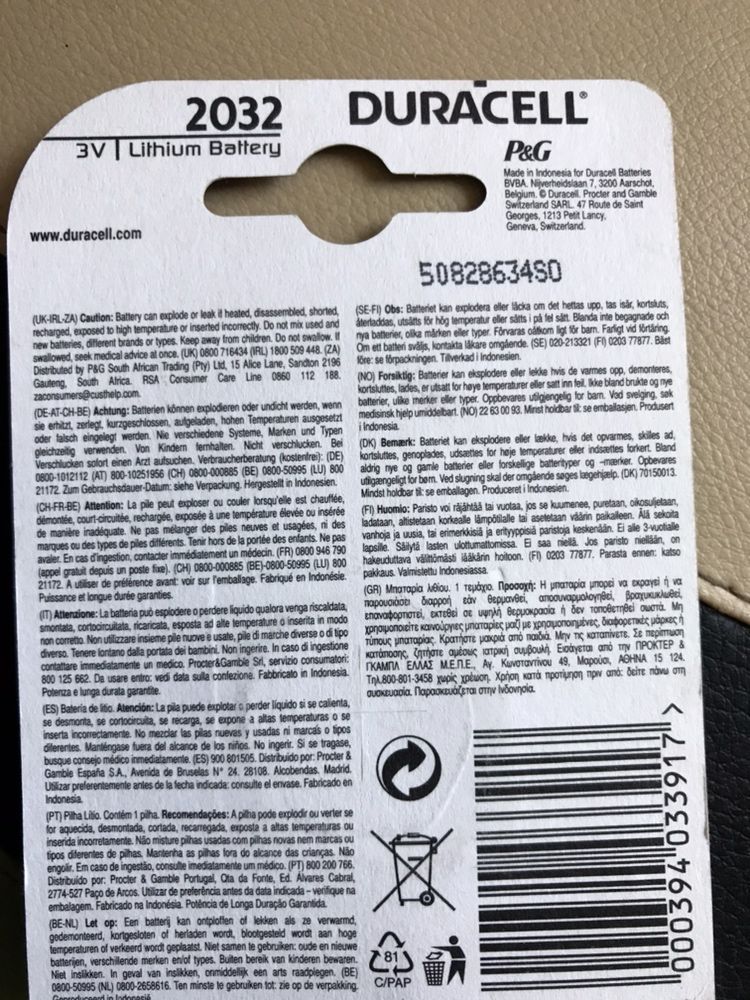 2032
3V | Lithium Battery
DURACELL®
P&G
Made in Indonesia for Duracell Batteries
BVBA. Nijverheidslaan 7, 3200 Aarschot,
Belgium. © Duracell. Procter and Gamble
Switzerland SARL. 47 Route de Saint
Georges, 1213 Petit Lancy,
Geneva, Switzerland.
www.duracell.com
50828634SO
(UK-IRL-ZA) Caution: Battery can explode or leak if heated, disassembled, shorted,
recharged, exposed to high temperature or inserted incorrectly. Do not mix used and
new batteries, different brands or types. Keep away from children. Do not swallow. If
swallowed, seek medical advice at once. (UK) 0800 716434 (IRL) 1800 509 448. (ZA)
Distributed by P&G South African Trading (Pty) Ltd, 15 Alice Lane, Sandton 2196
Gauteng, South Africa. RSA Consumer Care Line 0860 112 188.
zaconsumers@custhelp.com.
(DE-AT-CH-BE) Achtung: Batterien können explodieren oder undicht werden, wenn
sie erhitzt, zerlegt, kurzgeschlossen, aufgeladen, hohen Temperaturen ausgesetzt
oder falsch eingelegt werden. Nie verschiedene Systeme, Marken und Typen
gleichzeitig verwenden. Von Kindern fernhalten. Nicht verschlucken. Bei
Verschlucken sofort einen Arzt aufsuchen. Verbraucherberatung (kostenfrei): (DE)
0800-1012112 (AT) 800-10251956 (CH) 0800-000885 (BE) 0800-50995 (LU) 800
21172. Zum Gebrauchsdauer-Datum: siehe Verpackung. Hergestellt in Indonesien.
(CH-FR-BE) Attention: La pile peut exploser ou couler lorsqu'elle est chauffée,
démontée, court-circuitée, rechargée, exposée à une température élevée ou insérée
de manière inadéquate. Ne pas mélanger des piles neuves et usagées, ni des
marques ou des types de piles différents. Tenir hors de la portée des enfants. Ne pas
avaler. En cas d'ingestion, contacter immédiatement un médecin. (FR) 0800 946 790
(appel gratuit depuis un poste fixe). (CH) 0800-000885 (BE)-0800-50995 (LU) 800
21172. A utiliser de préférence avant: voir sur l'emballage. Fabriqué en Indonésie.
Puissance et longue durée garanties.
(IT) Attenzione: La batteria può esplodere o perdere liquido qualora venga riscaldata,
smontata, cortocircuitata, ricaricata, esposta ad alte temperature o inserita in modo
non corretto. Non utilizzare insieme pile nuove e usate, pile di marche diverse o di tipo
diverso. Tenere lontano dalla portata dei bambini. Non ingerire. In caso di ingestione
contattare immediatamente un medico. Procter&Gamble Srl, servizio consumatori:
800 125 662. Da usare entro: vedi data sulla confezione. Fabbricato in Indonesia.
Potenza e lunga durata garantite.
(ES) Batería de litio. Atención: La pila puede explotar o perder líquido si se calienta,
se desmonta, se cortocircuita, se recarga, se expone a altas temperaturas o se
inserta incorrectamente. No mezclar las pilas nuevas y usadas ni marcas o tipos
diferentes. Manténgase fuera del alcance de los niños. No ingerir. Si se tragase,
busque consejo médico inmediatamente. (ES) 900 801505. Distribuido por: Procter &
Gamble España S.A., Avenida de Bruselas Nº 24. 28108. Alcobendas. Madrid.
Utilizar preferentemente antes de la fecha indicada: consulte el envase. Fabricado en
Indonesia.
(PT) Pilha Lítio. Contém 1 pilha. Recomendações: A pilha pode explodir ou verter se
for aquecida, desmontada, cortada, recarregada, exposta a altas temperaturas ou
inserida incorretamente. Não misture pilhas usadas com pilhas novas nem marcas ou
tipos diferentes de pilhas. Mantenha as pilhas fora do alcance das crianças. Não
engolir. Em caso de ingestão, consulte imediatamente um médico. (PT) 800 200 766.
Distribuído por: Procter & Gamble Portugal, Qta da Fonte, Ed. Álvares Cabral,
2774-527 Paço de Arcos. Utilizar de preferência antes da data indicada – verifique na
embalagem. Fabricado na Indonésia. Potência de Longa Duração Garantida.
(BE-NL) Let op: Een batterij kan ontploffen of lekken als ze verwarmd,
gedemonteerd, kortgesloten of herladen wordt, blootgesteld wordt aan hoge
temperaturen of verkeerd wordt geplaatst. Niet samen te gebruiken: oude en nieuwe
batterijen, verschillende merken en/of types. Buiten bereik van kinderen bewaren.
Niet inslikken. In geval van inslikken, onmiddellijk een arts raadplegen. (BE)
0800-50995 (NL) 0800-2658616. Ten minste te gebruiken tot: zie op de verpakking.
Geproduceerd in Indonesië
(SE-FI) Obs: Batteriet kan explodera eller läcka om det hettas upp, tas isär, kortsluts,
återladdas, utsätts för hög temperatur eller sätts i på fel sätt. Blanda inte begagnade och
nya batterier, olika märken eller typer. Förvaras oåtkom ligt för barn. Farligt vid förtäring.
Om ett batteri sväljs, kontakta läkare omgående. (SE) 020-213321 (FI) 0203 77877. Bäst
före: se förpackningen. Tillverkad i Indonesien.
(NO) Forsiktig: Batterier kan eksplodere eller lekke hvis de varmes opp, demonteres,
kortsluttes, lades, er utsatt for høye temperaturer eller satt inn feil. Ikke bland brukte og nye
batterier, ulike merker eller typer. Oppbevares utilgjengelig for barn. Ved svelging, søk
medisinsk hjelp umiddelbart. (NO) 22 63 00 93. Minst holdbar til: se emballasjen. Produsert
i Indonesia.
(DK) Bemærk: Batteriet kan eksplodere eller lække, hvis det opvarmes, skilles ad,
kortsluttes, genoplades, udsættes for høje temperaturer eller indsættes forkert. Bland
aldrig nye og gamle batterier eller forskellige batterityper og –mærker. Opbevares
utilgængeligt for børn. Ved slugning skal der omgående søges lægehjælp. (DK) 70150013.
Mindst holdbar til: se emballagen. Produceret i Indonesien.
(FI) Huomio: Paristo voi räjähtää tai vuotaa, jos se kuumenee, puretaan, oikosuljetaan,
ladataan, altistetaan korkealle lämpötilalle tai asetetaan väärin paikalleen. Älä sekoita
vanhoja ja uusia, tai erimerkkisiä ja erityyppisiä paristoja keskenään. Ei alle 3-vuotialle
lapsille. Säilytä lasten ulottumattomissa. Ei saa niellä. Jos paristo niellään, on
hakeuduttava välittömästi lääkärin hoitoon. (FI) 0203 77877. Parasta ennen: katso
pakkaus. Valmistettu Indonesiassa.
(GR) Μπαταρία λιθίου. 1 τεμάχιο. Προσοχή: Η μπαταρία μπορεί να εκραγεί ή να
παρουσιάσει διαρροή εάν θερμανθεί, αποσυναρμολογηθεί, βραχυκυκλωθεί,
επαναφορτιστεί, εκτεθεί σε υψηλή θερμοκρασία ή δεν τοποθετηθεί σωστά. Μη
χρησιμοποιείτε καινούργιες μπαταρίες μαζί με χρησιμοποιημένες, διαφορετικές μάρκες ή
τύπους μπαταρίας. Κρατήστε μακριά από παιδιά. Μην τις καταπίνετε. Σε περίπτωση
κατάποσης, ζητήστε αμέσως ιατρική συμβουλή. Εισάγεται από την ΠΡΟΚΤΕΡ &
ΓΚΑΜΠΛ ΕΛΛΑΣ Μ.Ε.Π.Ε., Αγ. Κωνσταντίνου 49, Μαρούσι, ΑΘΗΝΑ 15 124.
Τηλ.800-801-3458 χωρίς χρέωση. Χρήση κατά προτίμηση πριν από: δείτε πάνω στη
συσκευασία. Παρασκευάζεται στην Ινδονησία.
81
C/PAP
5000394 033917 >